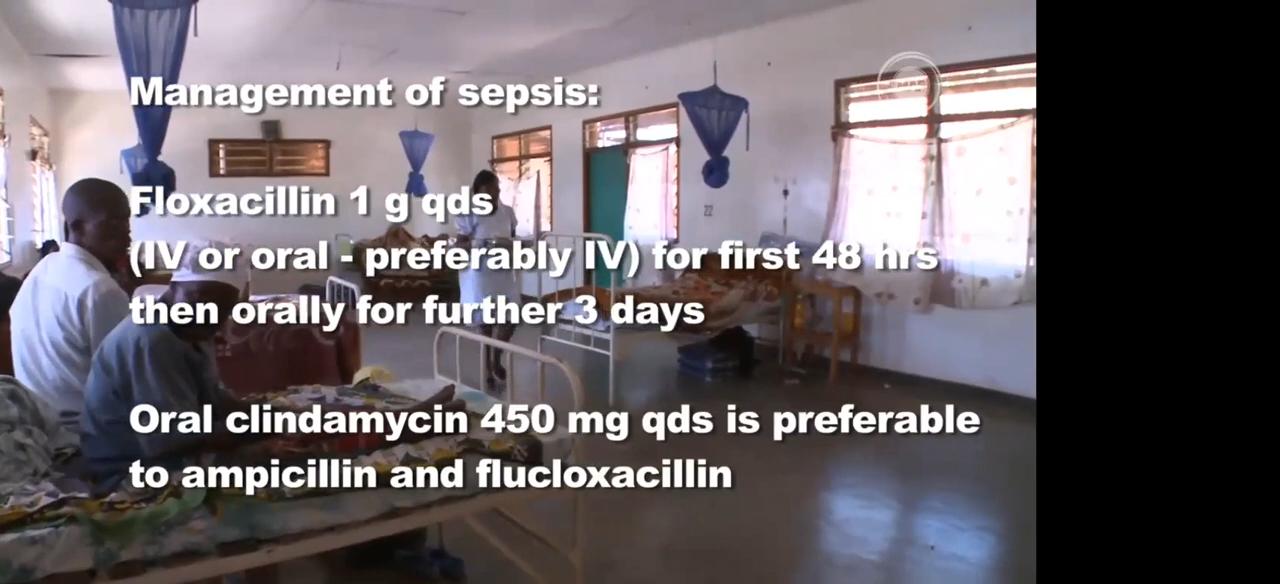 Management of sepsis:
Floxacillin 1 g qds
(IV or oral - preferably IV) for first 48 hrs
then orally for further 3 days
Oral clindamycin 450 mg qds is preferable
to ampicillin and flucloxacillin
22